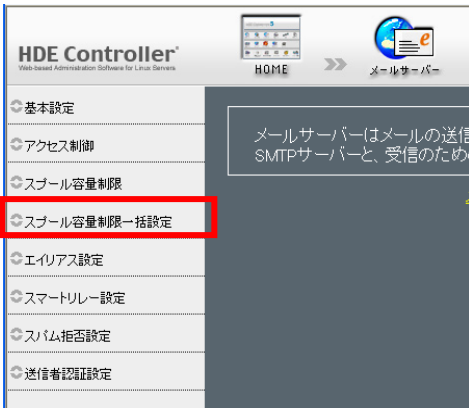 HDE Controller
Web-based Administration Software for Linux Servers
HOME
メールサーバー
基本設定
アクセス制御
スプール容量制限
スプール容量制限一括設定
エイリアス設定
スマートリレー設定
スパム拒否設定
送信者認証設定
メールサーバーはメールの送信
SMTPサーバーと、受信のため